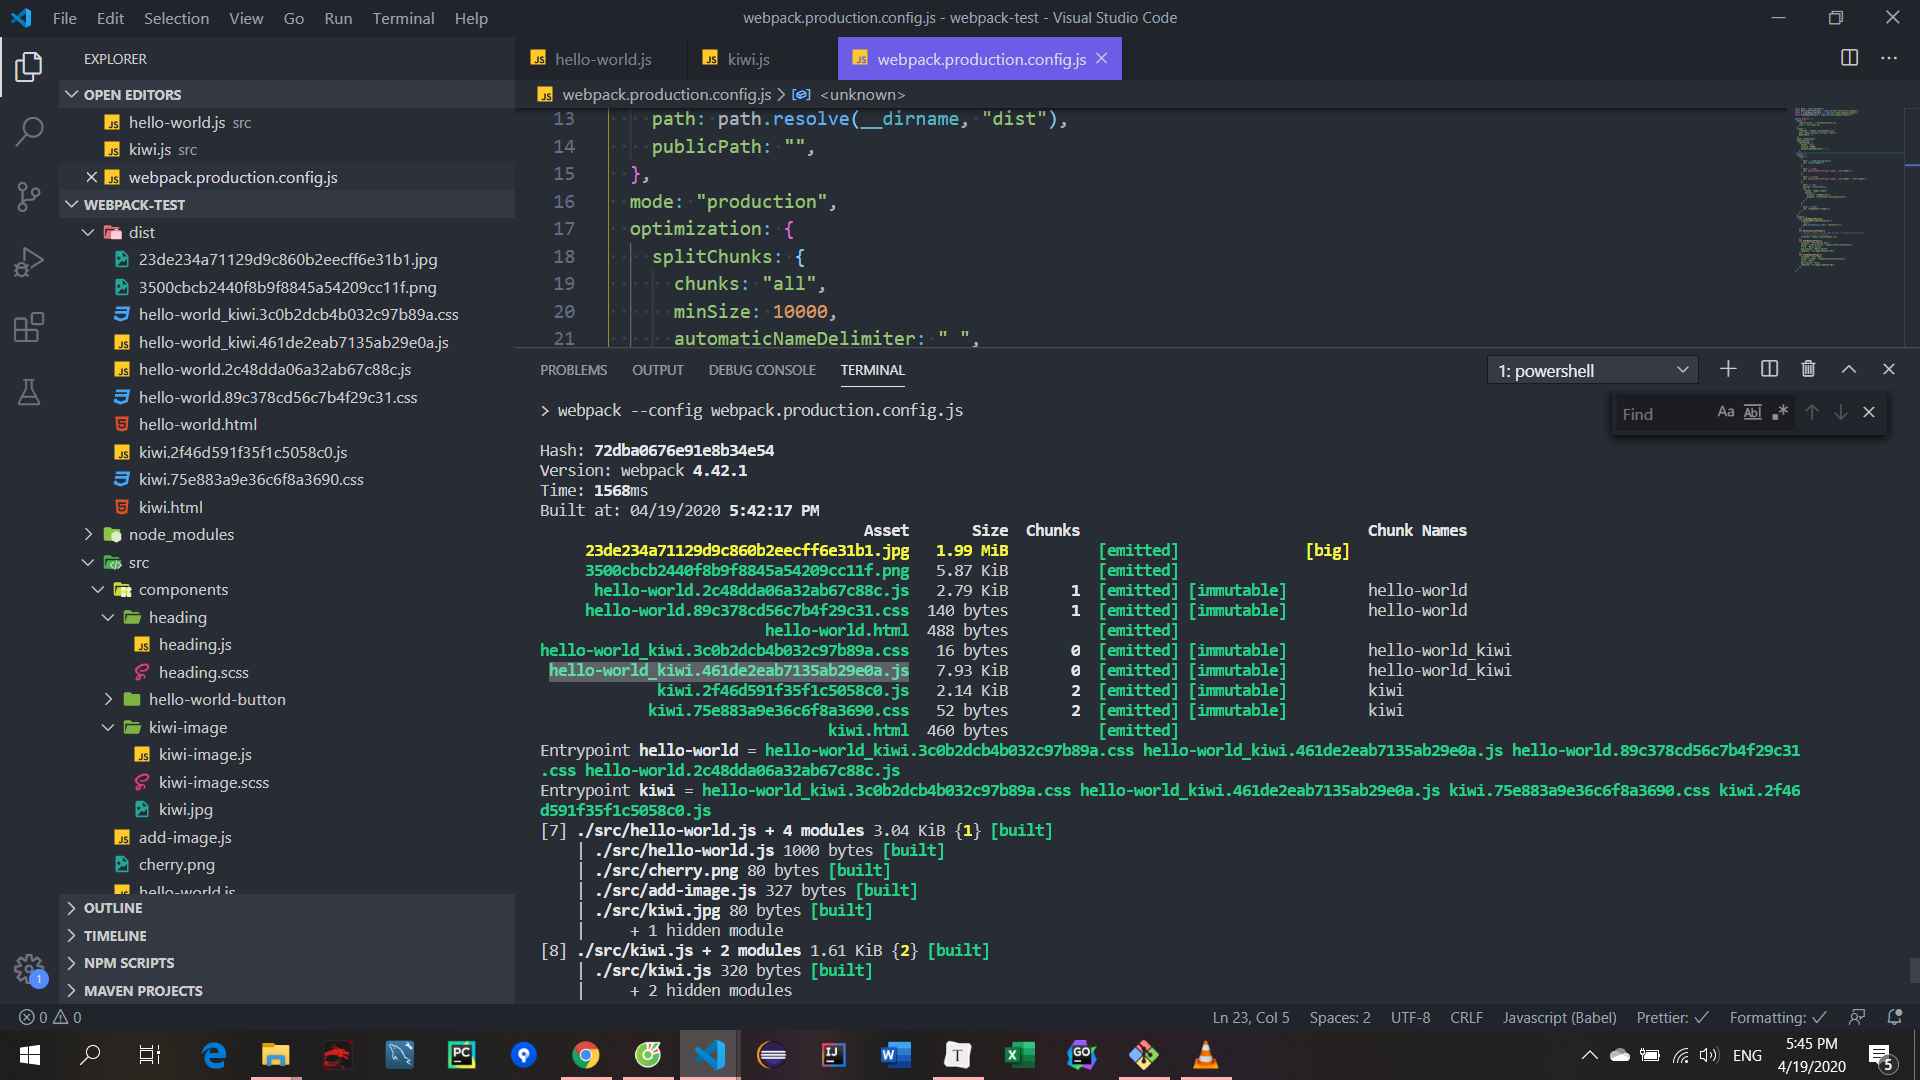 File Edit Selection View Go Run Terminal Help
webpack.production.config.js - webpack-test - Visual Studio Code
EXPLORER
OPEN EDITORS
hello-world.js src
kiwi.js src
webpack.production.config.js
WEBPACK-TEST
dist
23de234a71129d9c860b2eecff6e31b1.jpg
3500cbcb2440f8b9f8845a54209cc11f.png
hello-world_kiwi.3c0b2dcb4b032c97b89a.css
hello-world_kiwi.461de2eab7135ab29e0a.js
hello-world.2c48dda06a32ab67c88c.js
hello-world.89c378cd56c7b4f29c31.css
hello-world.html
kiwi.2f46d591f35f1c5058c0.js
kiwi.75e883a9e36c6f8a3690.css
kiwi.html
node_modules
src
components
heading
heading.js
heading.scss
hello-world-button
kiwi-image
kiwi-image.js
kiwi-image.scss
kiwi.jpg
add-image.js
cherry.png
hello-world.js
OUTLINE
TIMELINE
NPM SCRIPTS
MAVEN PROJECTS
hello-world.js kiwi.js webpack.production.config.js
webpack.production.config.js > <unknown>
13 path: path.resolve(__dirname, "dist"),
14 publicPath: "",
15 },
16 mode: "production",
17 optimization: {
18 splitChunks: {
19 chunks: "all",
20 minSize: 10000,
21 automaticNameDelimiter: "_",
PROBLEMS OUTPUT DEBUG CONSOLE TERMINAL
1: powershell
Find Aa Abl
> webpack --config webpack.production.config.js
Hash: 72dba0676e91e8b34e54
Version: webpack 4.42.1
Time: 1568ms
Built at: 04/19/2020 5:42:17 PM
Asset Size Chunks Chunk Names
23de234a71129d9c860b2eecff6e31b1.jpg 1.99 MiB [emitted] [big]
3500cbcb2440f8b9f8845a54209cc11f.png 5.87 KiB [emitted]
hello-world.2c48dda06a32ab67c88c.js 2.79 KiB 1 [emitted] [immutable] hello-world
hello-world.89c378cd56c7b4f29c31.css 140 bytes 1 [emitted] [immutable] hello-world
hello-world.html 488 bytes [emitted]
hello-world_kiwi.3c0b2dcb4b032c97b89a.css 16 bytes 0 [emitted] [immutable] hello-world_kiwi
hello-world_kiwi.461de2eab7135ab29e0a.js 7.93 KiB 0 [emitted] [immutable] hello-world_kiwi
kiwi.2f46d591f35f1c5058c0.js 2.14 KiB 2 [emitted] [immutable] kiwi
kiwi.75e883a9e36c6f8a3690.css 52 bytes 2 [emitted] [immutable] kiwi
kiwi.html 460 bytes [emitted]
Entrypoint hello-world = hello-world_kiwi.3c0b2dcb4b032c97b89a.css hello-world_kiwi.461de2eab7135ab29e0a.js hello-world.89c378cd56c7b4f29c31
.css hello-world.2c48dda06a32ab67c88c.js
Entrypoint kiwi = hello-world_kiwi.3c0b2dcb4b032c97b89a.css hello-world_kiwi.461de2eab7135ab29e0a.js kiwi.75e883a9e36c6f8a3690.css kiwi.2f46
d591f35f1c5058c0.js
[7] ./src/hello-world.js + 4 modules 3.04 KiB {1} [built]
| ./src/hello-world.js 1000 bytes [built]
| ./src/cherry.png 80 bytes [built]
| ./src/add-image.js 327 bytes [built]
| ./src/kiwi.jpg 80 bytes [built]
| + 1 hidden module
[8] ./src/kiwi.js + 2 modules 1.61 KiB {2} [built]
| ./src/kiwi.js 320 bytes [built]
| + 2 hidden modules
0 0 Ln 23, Col 5 Spaces: 2 UTF-8 CRLF Javascript (Babel) Prettier: ✓ Formatting: ✓
ENG
5:45 PM
4/19/2020
5